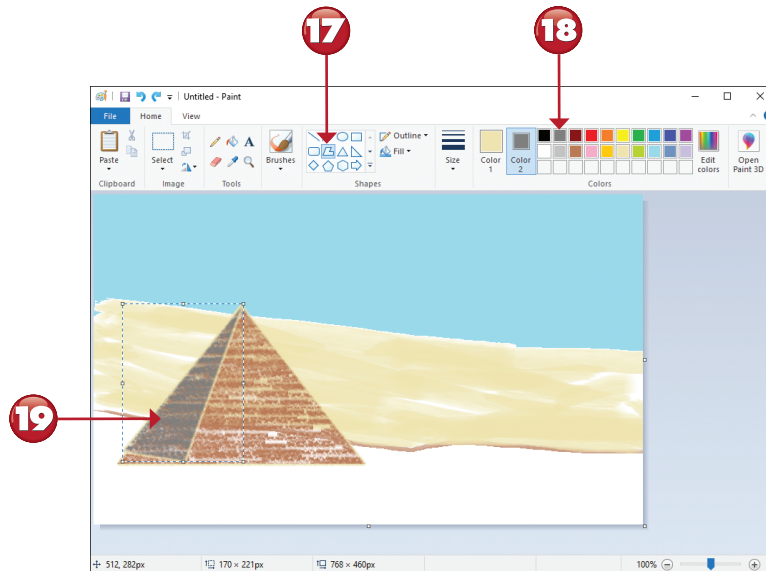 17
18
Untitled - Paint
File Home View
Paste
Select
A
Brushes
Outline
Fill
Size
Color 1
Color 2
Edit colors
Open Paint 3D
Clipboard Image Tools Shapes Colors
19
512, 282px 170 × 221px 768 × 460px 100%